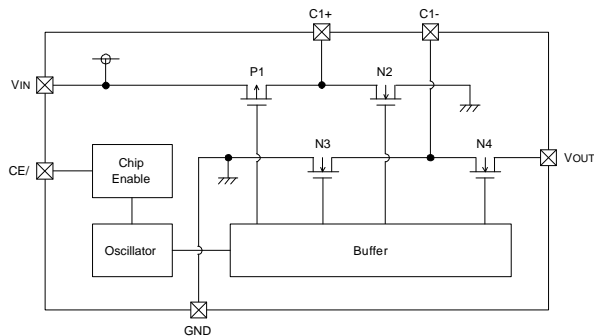 C1+ C1-
P1 N2
VIN
N3 N4
VOUT
CE/
Chip
Enable
Oscillator
Buffer
GND